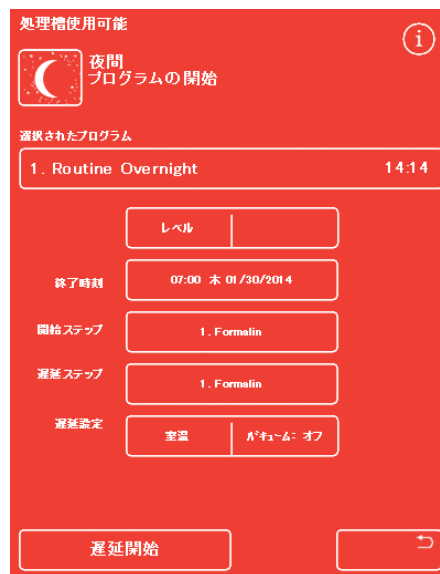 処理槽使用可能
夜間
プログラムの開始
選択されたプログラム
1. Routine Overnight 14:14
レベル
終了時刻 07:00 木 01/30/2014
開始ステップ 1. Formalin
遅延ステップ 1. Formalin
遅延設定 室温 バキューム: オフ
遅延開始